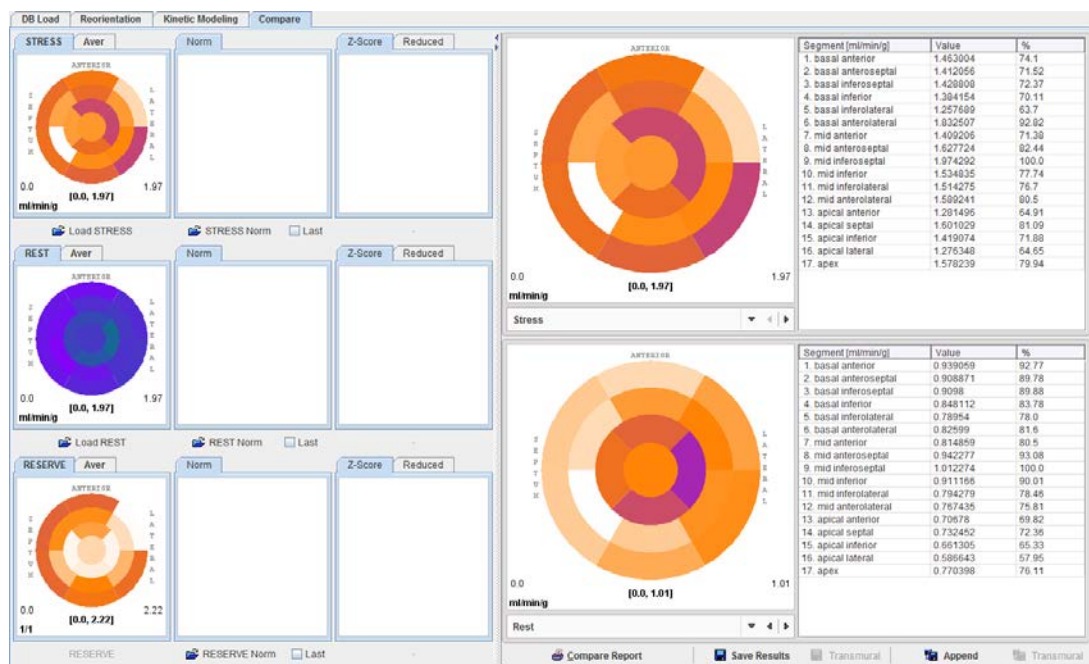 DB Load Reorientation Kinetic Modeling Compare
STRESS Aver Norm Z-Score Reduced
ANTERIOR
SEPTUM
LATERAL
0.0 1.97
[0.0, 1.97]
ml/min/g
Load STRESS STRESS Norm Last -
REST Aver Norm Z-Score Reduced
ANTERIOR
SEPTUM
LATERAL
0.0 1.97
[0.0, 1.97]
ml/min/g
Load REST REST Norm Last -
RESERVE Aver Norm Z-Score Reduced
ANTERIOR
SEPTUM
LATERAL
0.0 2.22
[0.0, 2.22]
1/1
RESERVE RESERVE Norm Last -
ANTERIOR
SEPTUM
LATERAL
0.0 1.97
[0.0, 1.97]
ml/min/g
Stress
Segment [ml/min/g] Value %
1. basal anterior 1.463004 74.1
2. basal anteroseptal 1.412056 71.52
3. basal inferoseptal 1.428808 72.37
4. basal inferior 1.384154 70.11
5. basal inferolateral 1.257689 63.7
6. basal anterolateral 1.832507 92.82
7. mid anterior 1.409206 71.38
8. mid anteroseptal 1.627724 82.44
9. mid inferoseptal 1.974292 100.0
10. mid inferior 1.534835 77.74
11. mid inferolateral 1.514275 76.7
12. mid anterolateral 1.589241 80.5
13. apical anterior 1.281495 64.91
14. apical septal 1.601029 81.09
15. apical inferior 1.419074 71.88
16. apical lateral 1.276348 64.65
17. apex 1.578239 79.94
ANTERIOR
SEPTUM
LATERAL
0.0 1.01
[0.0, 1.01]
ml/min/g
Rest
Segment [ml/min/g] Value %
1. basal anterior 0.939059 92.77
2. basal anteroseptal 0.908871 89.78
3. basal inferoseptal 0.9098 89.88
4. basal inferior 0.848112 83.78
5. basal inferolateral 0.78954 78.0
6. basal anterolateral 0.82599 81.6
7. mid anterior 0.814859 80.5
8. mid anteroseptal 0.942277 93.08
9. mid inferoseptal 1.012274 100.0
10. mid inferior 0.911166 90.01
11. mid inferolateral 0.794279 78.46
12. mid anterolateral 0.767435 75.81
13. apical anterior 0.70678 69.82
14. apical septal 0.732452 72.36
15. apical inferior 0.661305 65.33
16. apical lateral 0.586643 57.95
17. apex 0.770398 76.11
Compare Report Save Results Transmural Append Transmural